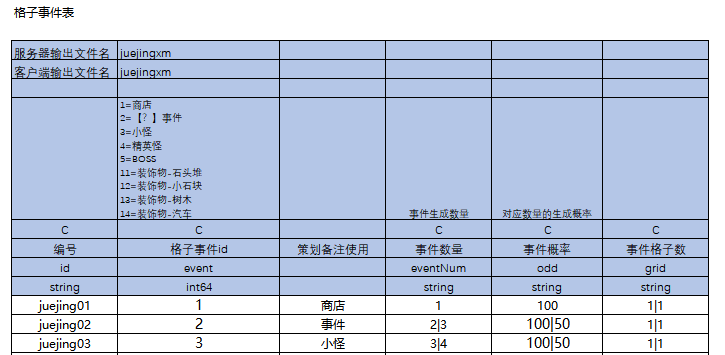 格子事件表
服务器输出文件名 juejingxm
客户端输出文件名 juejingxm
1=商店
2=【？】事件
3=小怪
4=精英怪
5=BOSS
11=装饰物-石头堆
12=装饰物-小石块
13=装饰物-树木
14=装饰物-汽车 事件生成数量 对应数量的生成概率
C C C C C
编号 格子事件id 策划备注使用 事件数量 事件概率 事件格子数
id event eventNum odd grid
string int64 string string string
juejing01 1 商店 1 100 1|1
juejing02 2 事件 2|3 100|50 1|1
juejing03 3 小怪 3|4 100|50 1|1